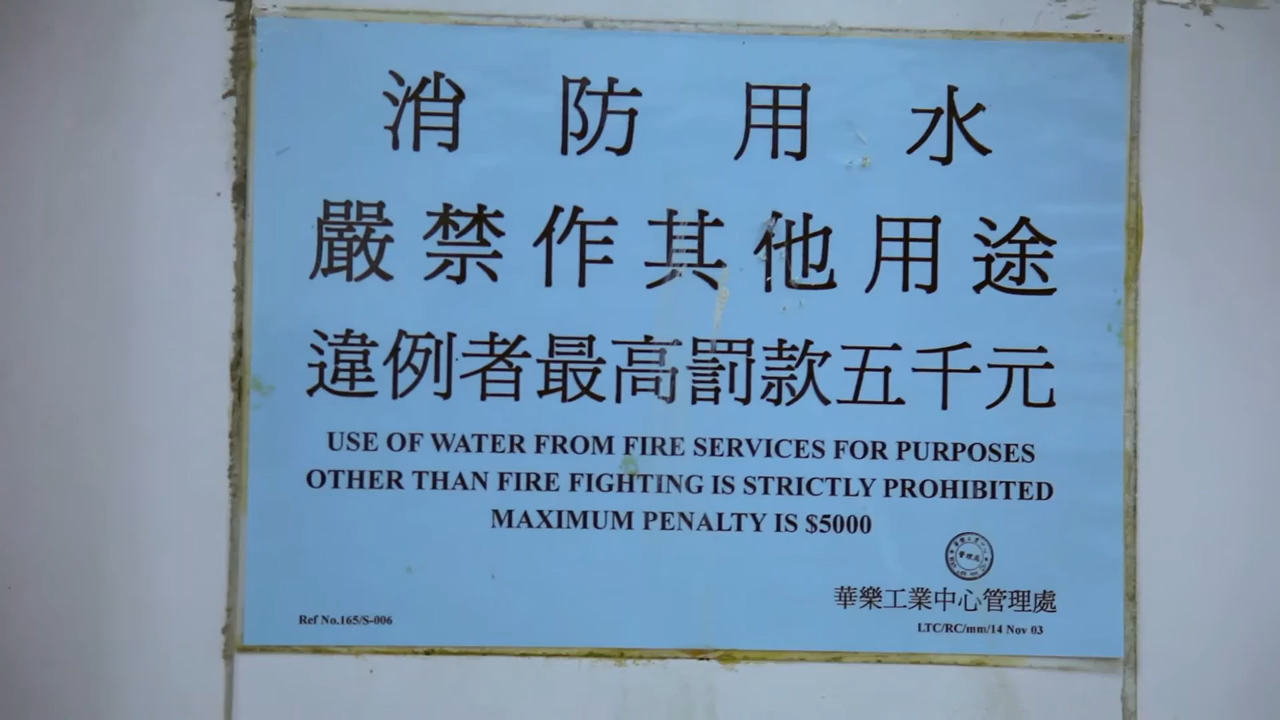 消防用水
嚴禁作其他用途
違例者最高罰款五千元
USE OF WATER FROM FIRE SERVICES FOR PURPOSES
OTHER THAN FIRE FIGHTING IS STRICTLY PROHIBITED
MAXIMUM PENALTY IS $5000
管理處
華樂工業中心管理處
Ref No.165/S-006
LTC/RC/mm/14 Nov 03